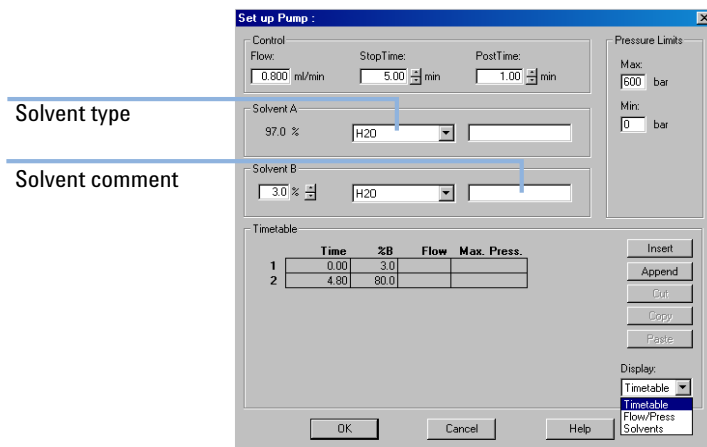 Set up Pump :
Control
Flow: StopTime: PostTime:
0.800 ml/min 5.00 min 1.00 min
Pressure Limits
Max:
600 bar
Min:
0 bar
Solvent type
Solvent A
97.0 % H2O
Solvent comment
Solvent B
3.0 % H2O
Timetable
Time %B Flow Max. Press.
1 0.00 3.0
2 4.80 80.0
Insert
Append
Cut
Copy
Paste
Display:
Timetable
Timetable
Flow/Press
Solvents
OK Cancel Help